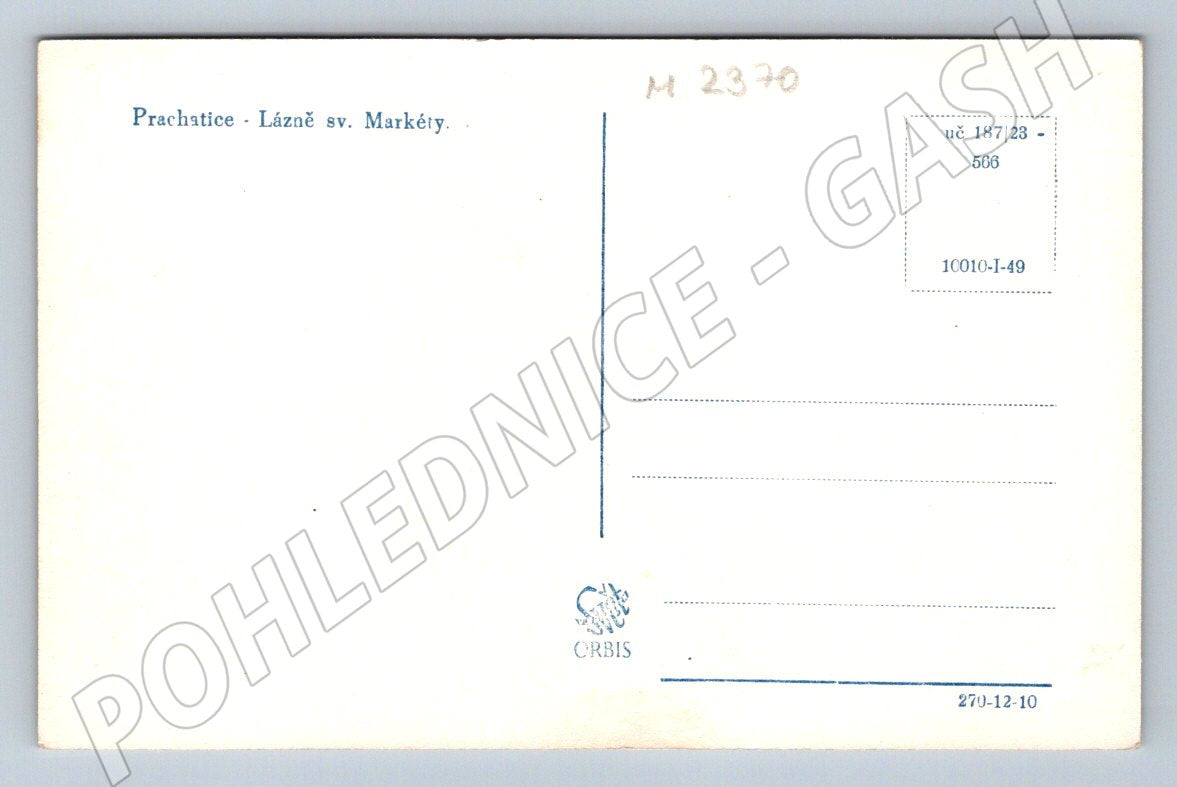 M 2370
Prachatice - Lázně sv. Markéty.
uč 187/23 -
566
10010-I-49
ORBIS
270-12-10
POHLEDNICE - GASH